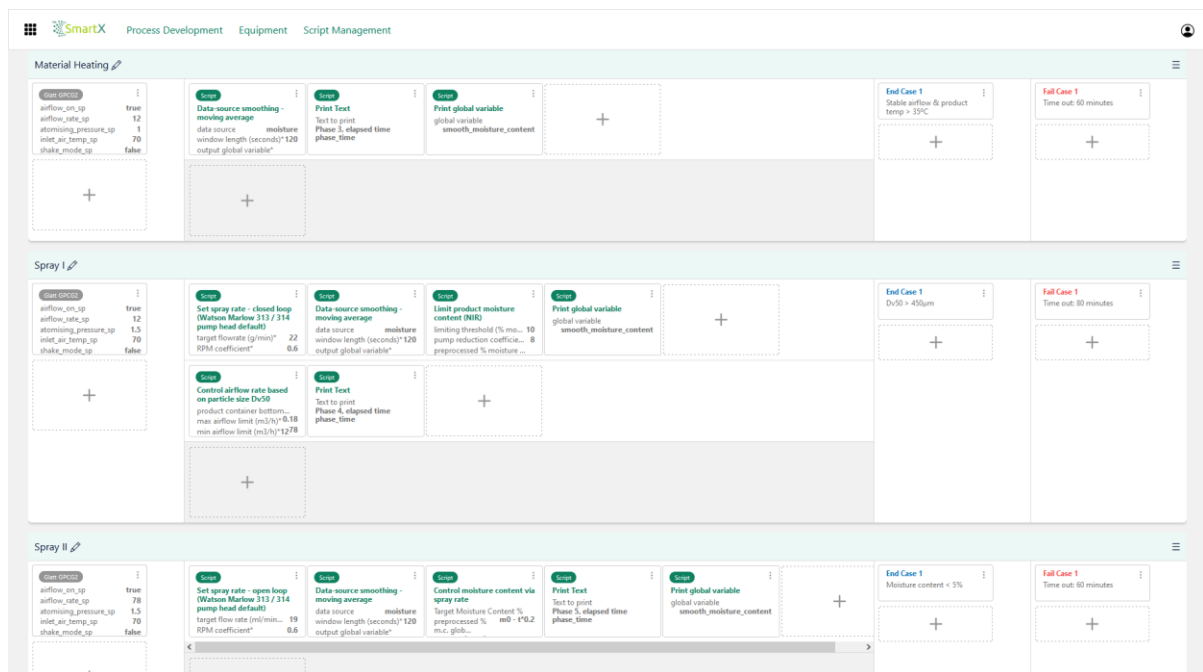 SmartX Process Development Equipment Script Management
Material Heating
Glatt GPCG2
airflow_on_sp true
airflow_rate_sp 12
atomising_pressure_sp 1
inlet_air_temp_sp 70
shake_mode_sp false
Script
Data-source smoothing -
moving average
data source moisture
window length (seconds)* 120
output global variable*
Script
Print Text
Text to print
Phase 3, elapsed time
phase_time
Script
Print global variable
global variable
smooth_moisture_content
End Case 1
Stable airflow & product
temp > 35ºC
Fail Case 1
Time out: 60 minutes
Spray I
Glatt GPCG2
airflow_on_sp true
airflow_rate_sp 12
atomising_pressure_sp 1.5
inlet_air_temp_sp 70
shake_mode_sp false
Script
Set spray rate - closed loop
(Watson Marlow 313 / 314
pump head default)
target flowrate (g/min)* 22
RPM coefficient* 0.6
Script
Data-source smoothing -
moving average
data source moisture
window length (seconds)* 120
output global variable*
Script
Limit product moisture
content (NIR)
limiting threshold (% mo... 10
pump reduction coefficie... 8
preprocessed % moisture ...
Script
Print global variable
global variable
smooth_moisture_content
Script
Control airflow rate based
on particle size Dv50
product container bottom...
max airflow limit (m3/h)* 0.18
min airflow limit (m3/h)* 1278
Script
Print Text
Text to print
Phase 4, elapsed time
phase_time
End Case 1
Dv50 > 450µm
Fail Case 1
Time out: 80 minutes
Spray II
Glatt GPCG2
airflow_on_sp true
airflow_rate_sp 78
atomising_pressure_sp 1.5
inlet_air_temp_sp 70
shake_mode_sp false
Script
Set spray rate - open loop
(Watson Marlow 313 / 314
pump head default)
target flow rate (ml/min... 19
RPM coefficient* 0.6
Script
Data-source smoothing -
moving average
data source moisture
window length (seconds)* 120
output global variable*
Script
Control moisture content via
spray rate
Target Moisture Content %
preprocessed % m0 - t*0.2
m.c. glob...
Script
Print Text
Text to print
Phase 5, elapsed time
phase_time
Script
Print global variable
global variable
smooth_moisture_content
End Case 1
Moisture content < 5%
Fail Case 1
Time out: 60 minutes